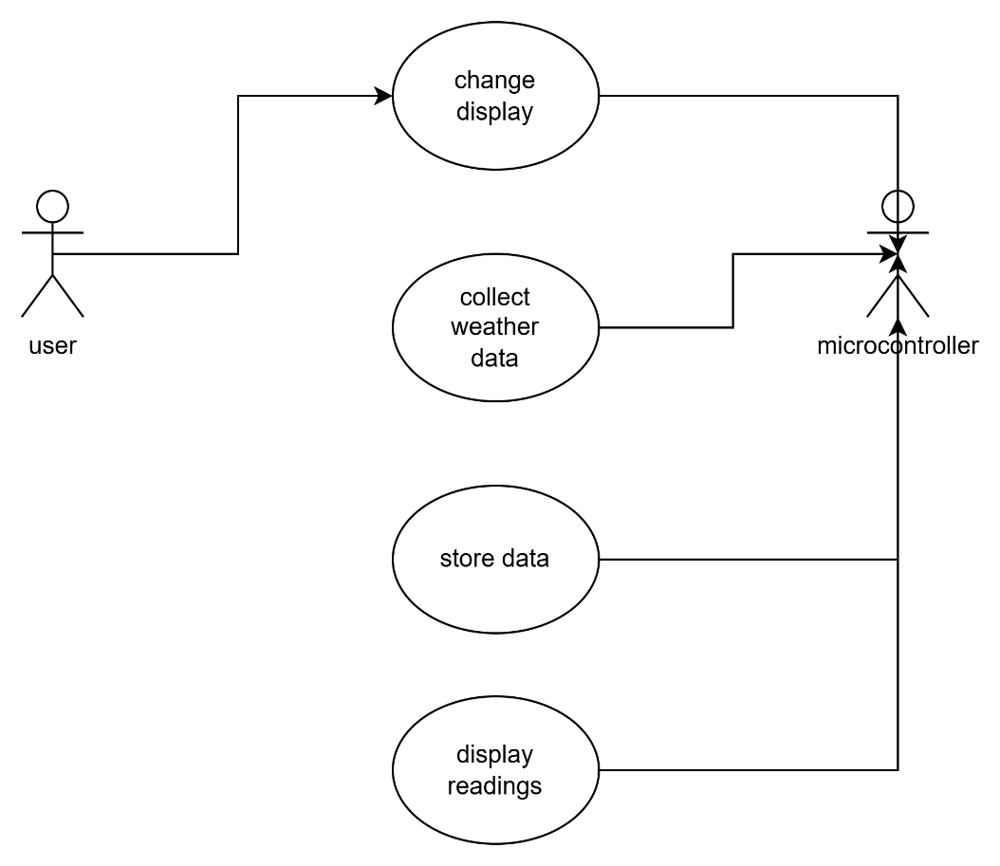 change
display
user
collect
weather
data
microcontroller
store data
display
readings